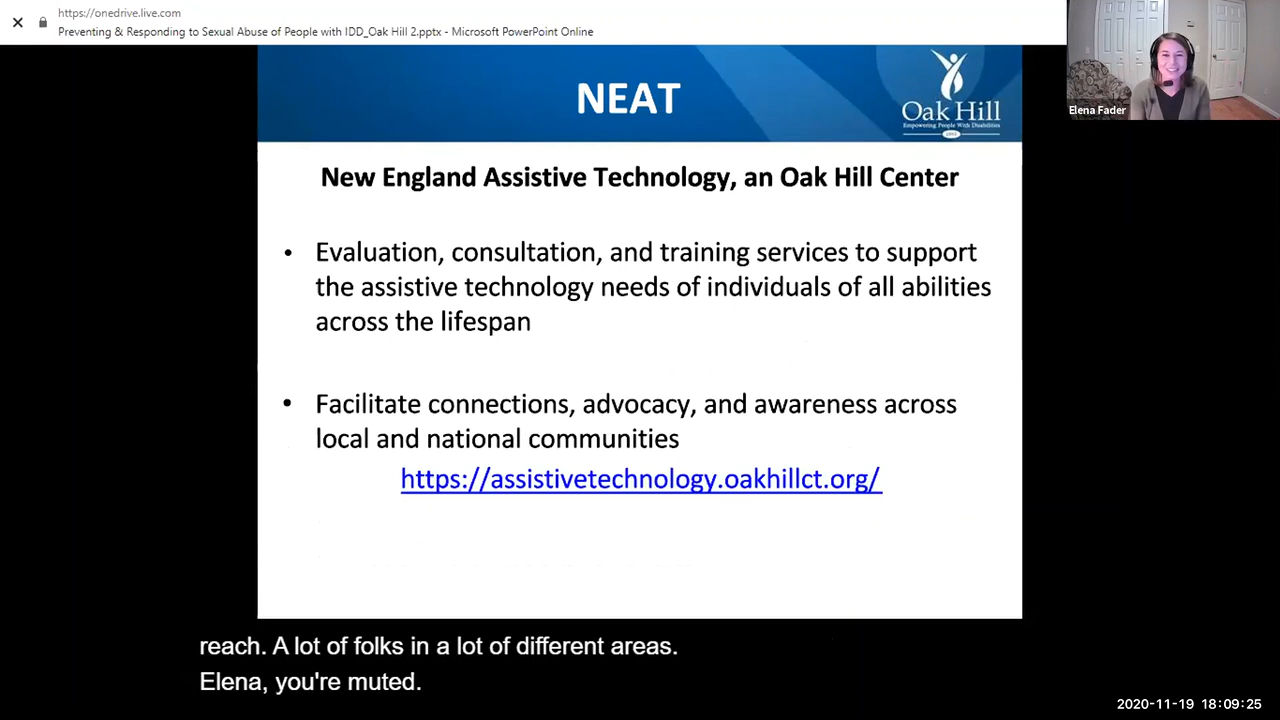 https://onedrive.live.com
Preventing & Responding to Sexual Abuse of People with IDD_Oak Hill 2.pptx - Microsoft PowerPoint Online
Elena Fader
NEAT
Oak Hill
Empowering People With Disabilities
1893
New England Assistive Technology, an Oak Hill Center
• Evaluation, consultation, and training services to support
the assistive technology needs of individuals of all abilities
across the lifespan
• Facilitate connections, advocacy, and awareness across
local and national communities
https://assistivetechnology.oakhillct.org/
reach. A lot of folks in a lot of different areas.
Elena, you're muted.
2020-11-19 18:09:25